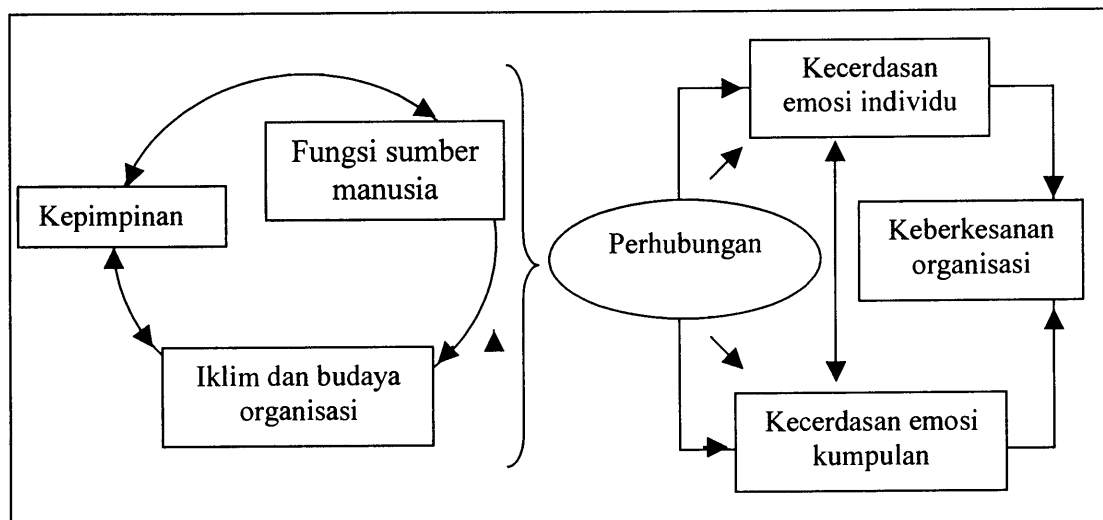 Kepimpinan
Fungsi sumber
manusia
Iklim dan budaya
organisasi
Perhubungan
Kecerdasan
emosi individu
Kecerdasan emosi
kumpulan
Keberkesanan
organisasi